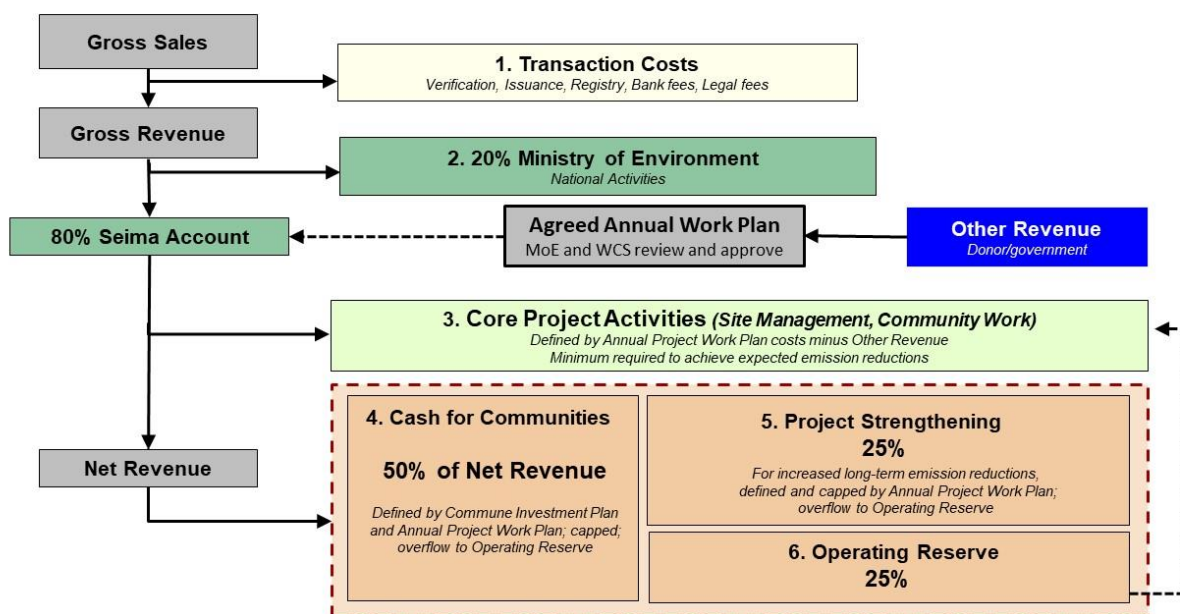 Gross Sales
1. Transaction Costs
Verification, Issuance, Registry, Bank fees, Legal fees
Gross Revenue
2. 20% Ministry of Environment
National Activities
80% Seima Account
Agreed Annual Work Plan
MoE and WCS review and approve
Other Revenue
Donor/government
3. Core Project Activities (Site Management, Community Work)
Defined by Annual Project Work Plan costs minus Other Revenue
Minimum required to achieve expected emission reductions
Net Revenue
4. Cash for Communities
50% of Net Revenue
Defined by Commune Investment Plan
and Annual Project Work Plan; capped;
overflow to Operating Reserve
5. Project Strengthening
25%
For increased long-term emission reductions,
defined and capped by Annual Project Work Plan;
overflow to Operating Reserve
6. Operating Reserve
25%